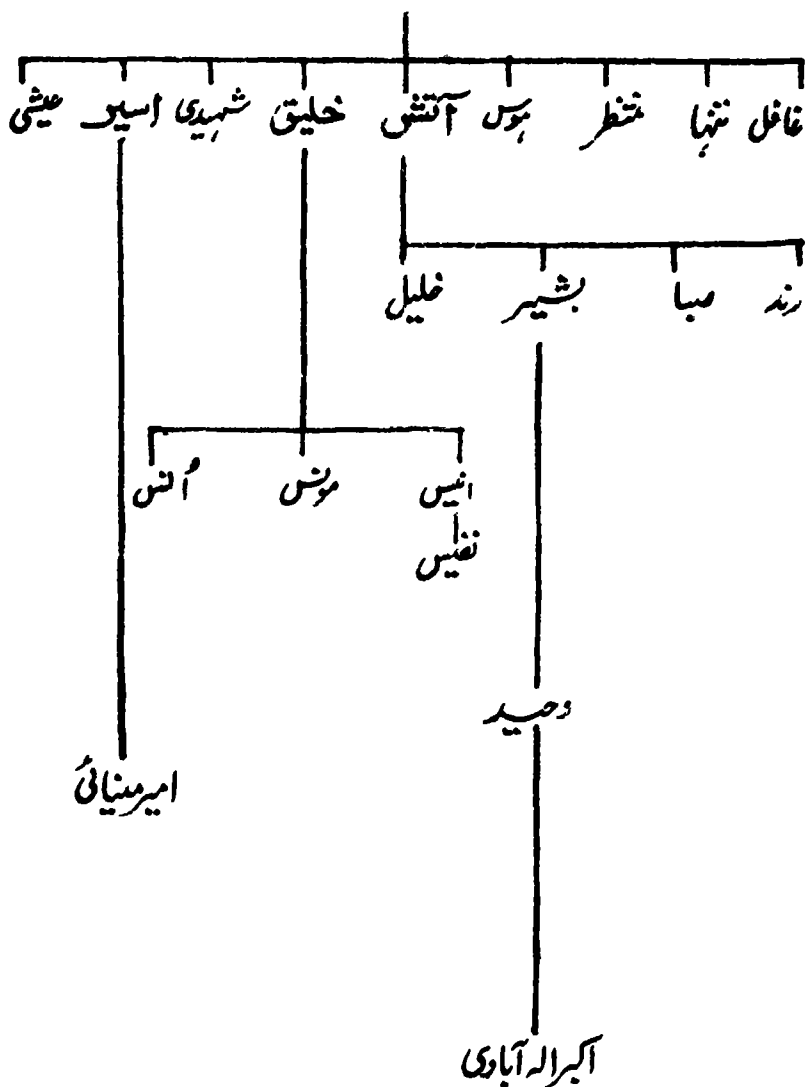 غافل تنہا منتظر ہوس آتش خلیق شہیدی اسیر عیشی
رند صبا بشیر خلیل
انیس مونس اُنس
نفیس
وحید
امیر مینائی
اکبر الہ آبادی